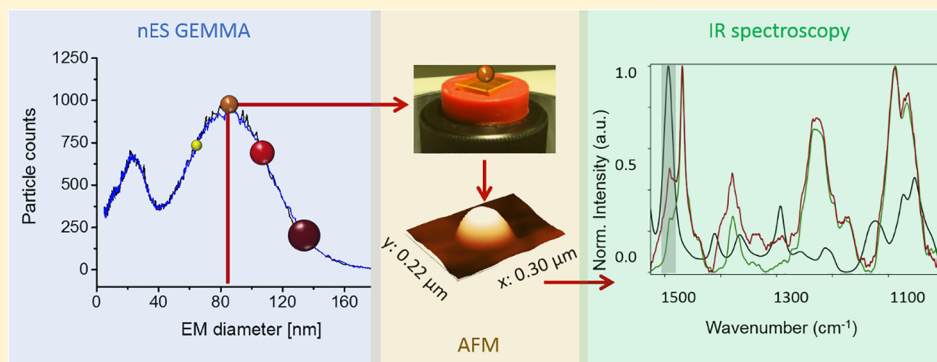 nES GEMMA
1250
1000
750
500
250
0
Particle counts
0 40 80 120 160
EM diameter [nm]
y: 0.22 µm
x: 0.30 µm
AFM
IR spectroscopy
1.0
0.5
0.0
Norm. Intensity (a.u.)
1500 1300 1100
Wavenumber (cm⁻¹)